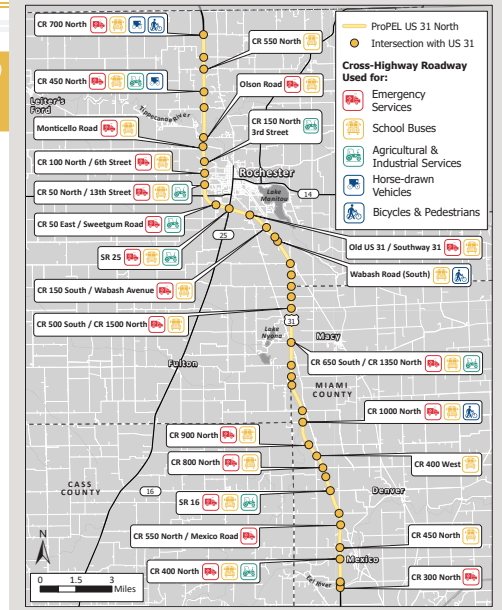 CR 700 North
CR 550 North
CR 450 North
Olson Road
Leiter's
Ford
Tippecanoe River
Monticello Road
CR 150 North
3rd Street
CR 100 North / 6th Street
Rochester
CR 50 North / 13th Street
Lake
Manitou
14
CR 50 East / Sweetgum Road
25
SR 25
Old US 31 / Southway 31
Wabash Road (South)
CR 150 South / Wabash Avenue
CR 500 South / CR 1500 North
31
Lake
Nyona
Macy
Fulton
CR 650 South / CR 1350 North
MIAMI
COUNTY
CR 1000 North
CR 900 North
CR 800 North
CR 400 West
CASS
COUNTY
16
SR 16
Denver
CR 550 North / Mexico Road
CR 450 North
Mexico
CR 400 North
Eel River
CR 300 North
N
0 1.5 3
Miles
ProPEL US 31 North
Intersection with US 31
Cross-Highway Roadway
Used for:
Emergency
Services
School Buses
Agricultural &
Industrial Services
Horse-drawn
Vehicles
Bicycles & Pedestrians